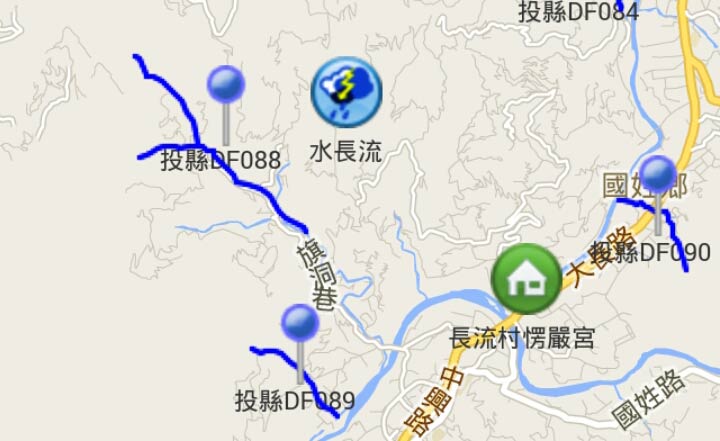 投縣DF084
投縣DF088
水長流
國姓鄉
旗洞巷
大長路
投縣DF090
長流村愣嚴宮
投縣DF089
中興路
國姓路